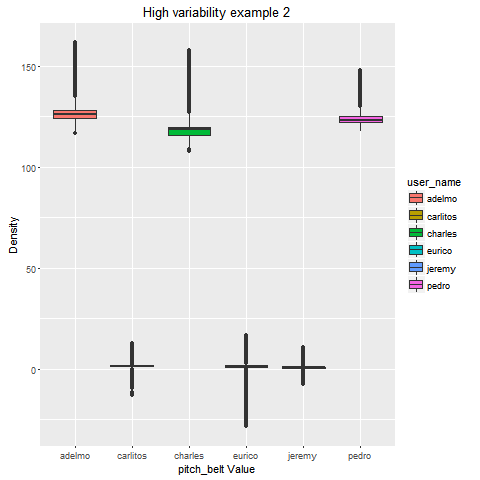 High variability example 2
Density
150
100
50
0
adelmo carlitos charles eurico jeremy pedro
pitch_belt Value
user_name
adelmo
carlitos
charles
eurico
jeremy
pedro